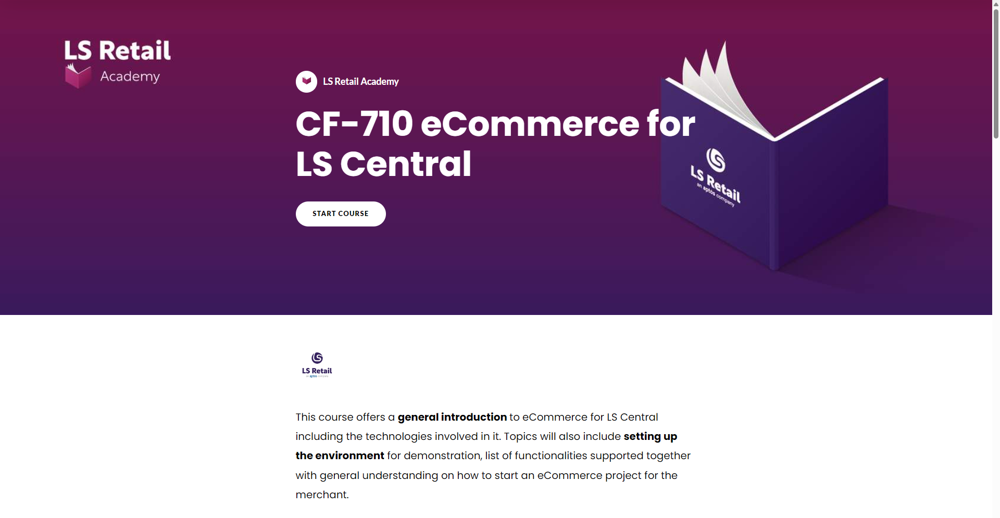 LS Retail
Academy
LS Retail Academy
CF-710 eCommerce for
LS Central
START COURSE
LS Retail
an aptos company
LS Retail
an aptos company
This course offers a general introduction to eCommerce for LS Central
including the technologies involved in it. Topics will also include setting up
the environment for demonstration, list of functionalities supported together
with general understanding on how to start an eCommerce project for the
merchant.